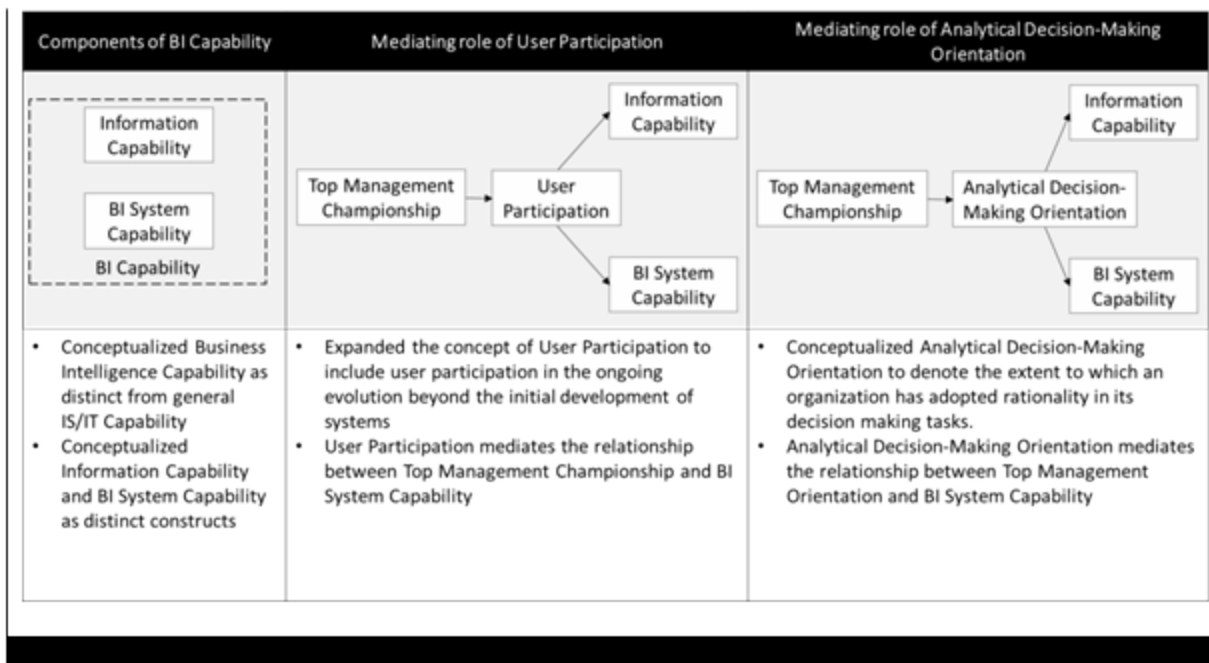 Components of BI Capability
Mediating role of User Participation
Mediating role of Analytical Decision-Making
Orientation
Information
Capability
BI System
Capability
BI Capability
Top Management
Championship
User
Participation
Information
Capability
BI System
Capability
Top Management
Championship
Analytical Decision-
Making Orientation
Information
Capability
BI System
Capability
• Conceptualized Business
Intelligence Capability as
distinct from general
IS/IT Capability
• Conceptualized
Information Capability
and BI System Capability
as distinct constructs
• Expanded the concept of User Participation to
include user participation in the ongoing
evolution beyond the initial development of
systems
• User Participation mediates the relationship
between Top Management Championship and BI
System Capability
• Conceptualized Analytical Decision-Making
Orientation to denote the extent to which an
organization has adopted rationality in its
decision making tasks.
• Analytical Decision-Making Orientation mediates
the relationship between Top Management
Orientation and BI System Capability